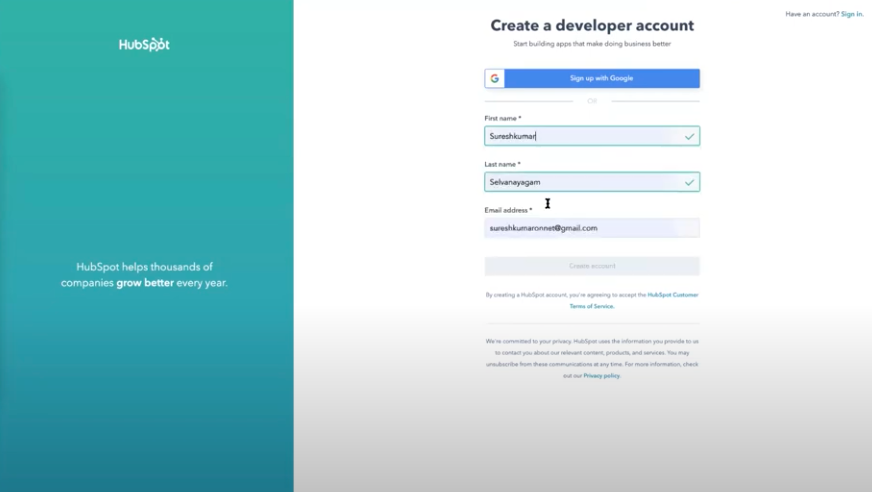 Have an account? Sign in.
HubSpot
Create a developer account
Start building apps that make doing business better
G
Sign up with Google
OR
First name *
Sureshkumar
Last name *
Selvanayagam
Email address *
sureshkumaronnet@gmail.com
Create account
By creating a HubSpot account, you're agreeing to accept the HubSpot Customer
Terms of Service.
HubSpot helps thousands of
companies grow better every year.
We're committed to your privacy. HubSpot uses the information you provide to us
to contact you about our relevant content, products, and services. You may
unsubscribe from these communications at any time. For more information, check
out our Privacy policy.